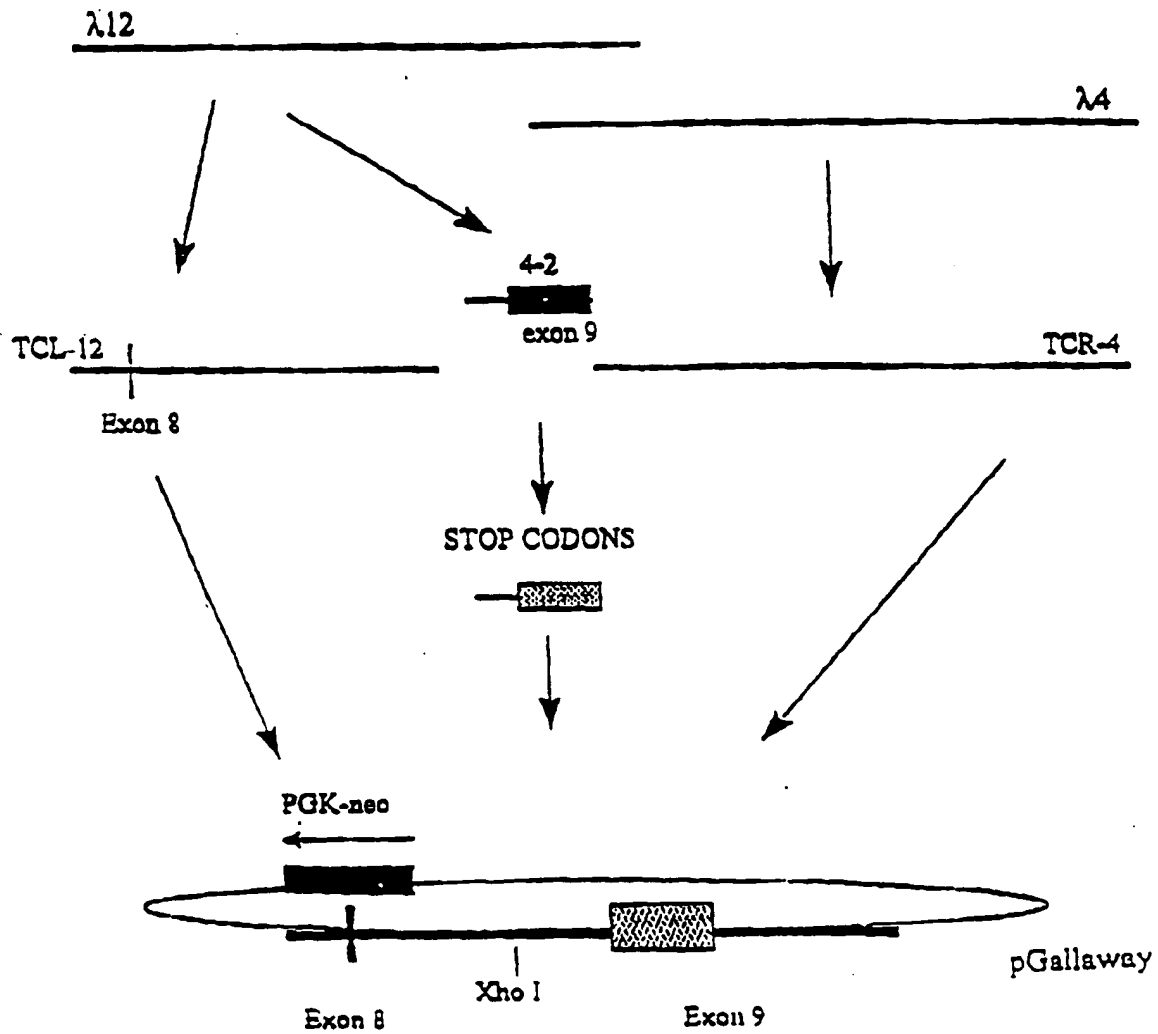 λ12
λ4
4-2
exon 9
TCL-12
TCR-4
Exon 8
STOP CODONS
PGK-neo
Xho I
pGallaway
Exon 8
Exon 9